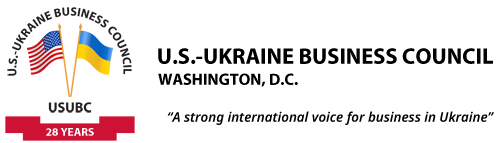 U.S.-UKRAINE BUSINESS COUNCIL
USUBC
28 YEARS
U.S.-UKRAINE BUSINESS COUNCIL
WASHINGTON, D.C.
“A strong international voice for business in Ukraine”